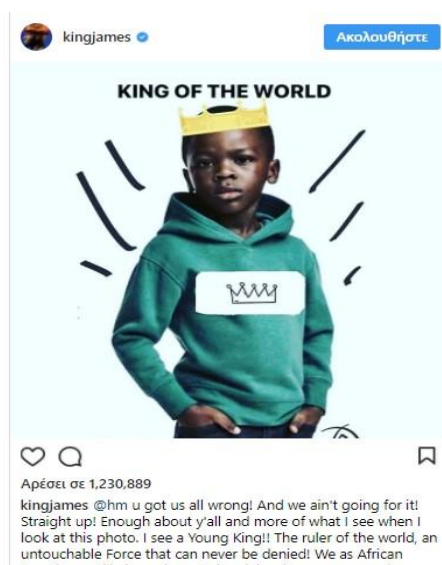 kingjames
Ακολουθήστε
KING OF THE WORLD
Αρέσει σε 1,230,889
kingjames @hm u got us all wrong! And we ain't going for it!
Straight up! Enough about y'all and more of what I see when I
look at this photo. I see a Young King!! The ruler of the world, an
untouchable Force that can never be denied! We as African